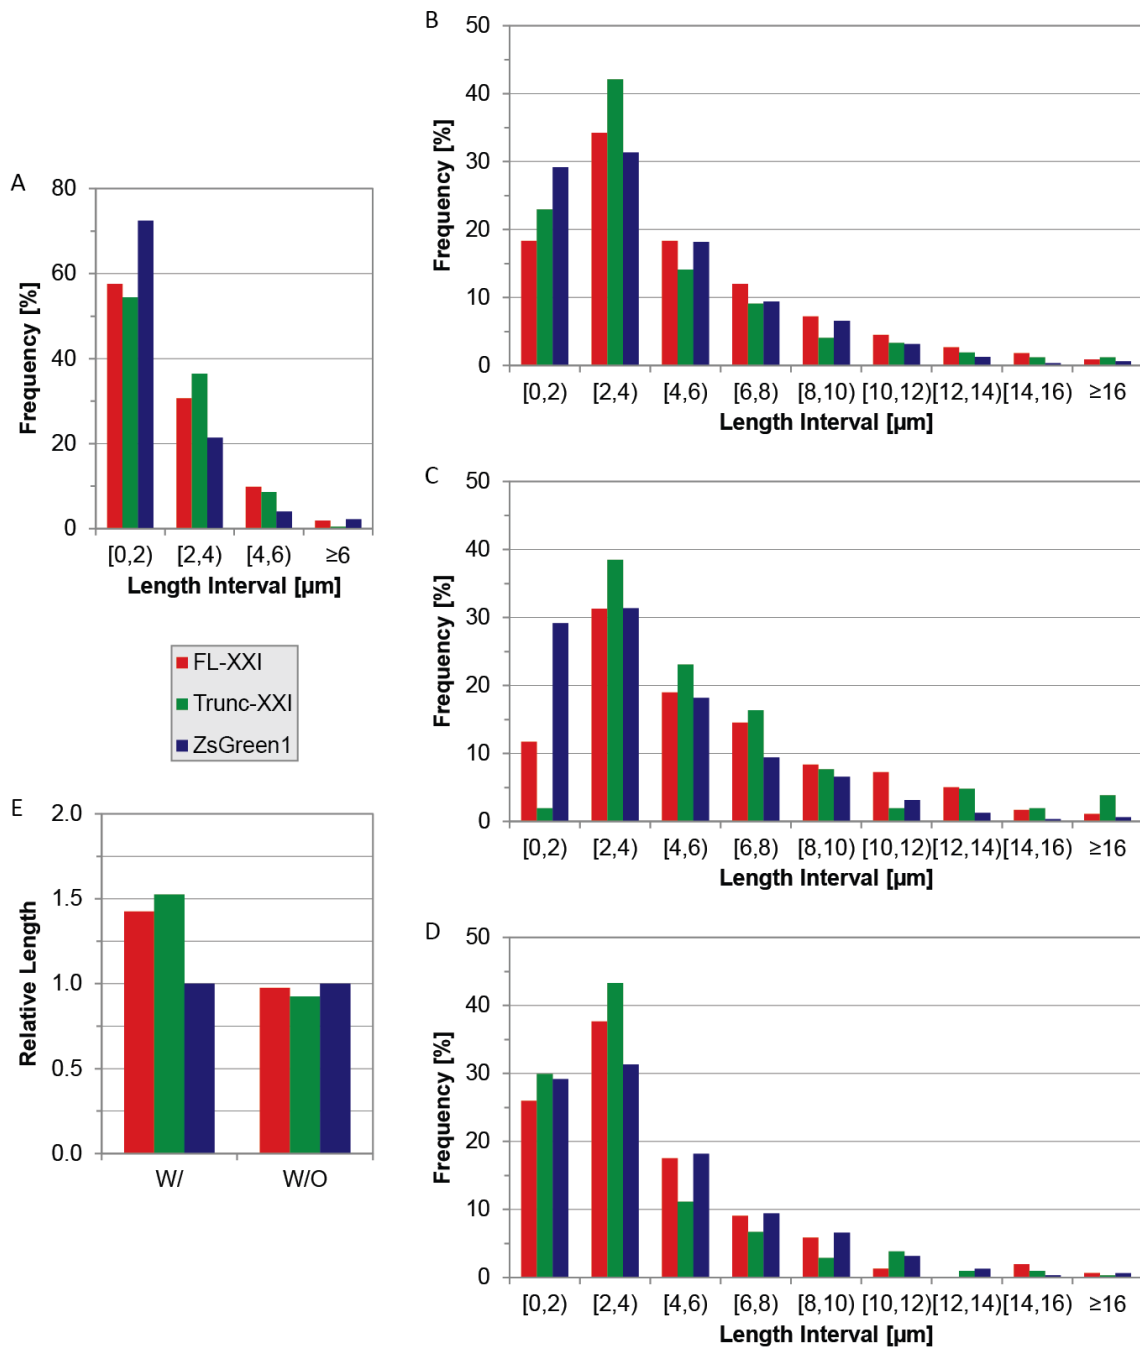 A
80
60
40
20
0
Frequency [%]
[0,2) [2,4) [4,6) ≥6
Length Interval [µm]
FL-XXI
Trunc-XXI
ZsGreen1
E
2.0
1.5
1.0
0.5
0.0
Relative Length
W/ W/O
B
50
40
30
20
10
0
Frequency [%]
[0,2) [2,4) [4,6) [6,8) [8,10) [10,12) [12,14) [14,16) ≥16
Length Interval [µm]
C
50
40
30
20
10
0
Frequency [%]
[0,2) [2,4) [4,6) [6,8) [8,10) [10,12) [12,14) [14,16) ≥16
Length Interval [µm]
D
50
40
30
20
10
0
Frequency [%]
[0,2) [2,4) [4,6) [6,8) [8,10) [10,12) [12,14) [14,16) ≥16
Length Interval [µm]